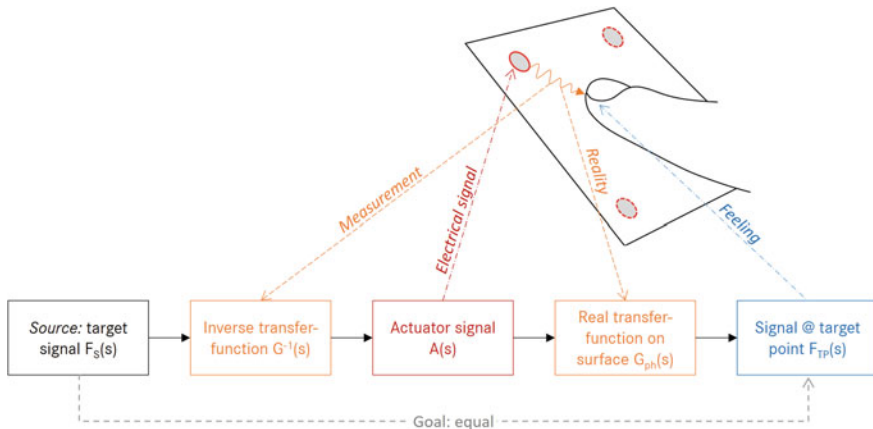 Measurement
Electrical signal
Reality
Feeling
Source: target
signal F_S(s)
Inverse transfer-
function G⁻¹(s)
Actuator signal
A(s)
Real transfer-
function on
surface G_ph(s)
Signal @ target
point F_TP(s)
Goal: equal